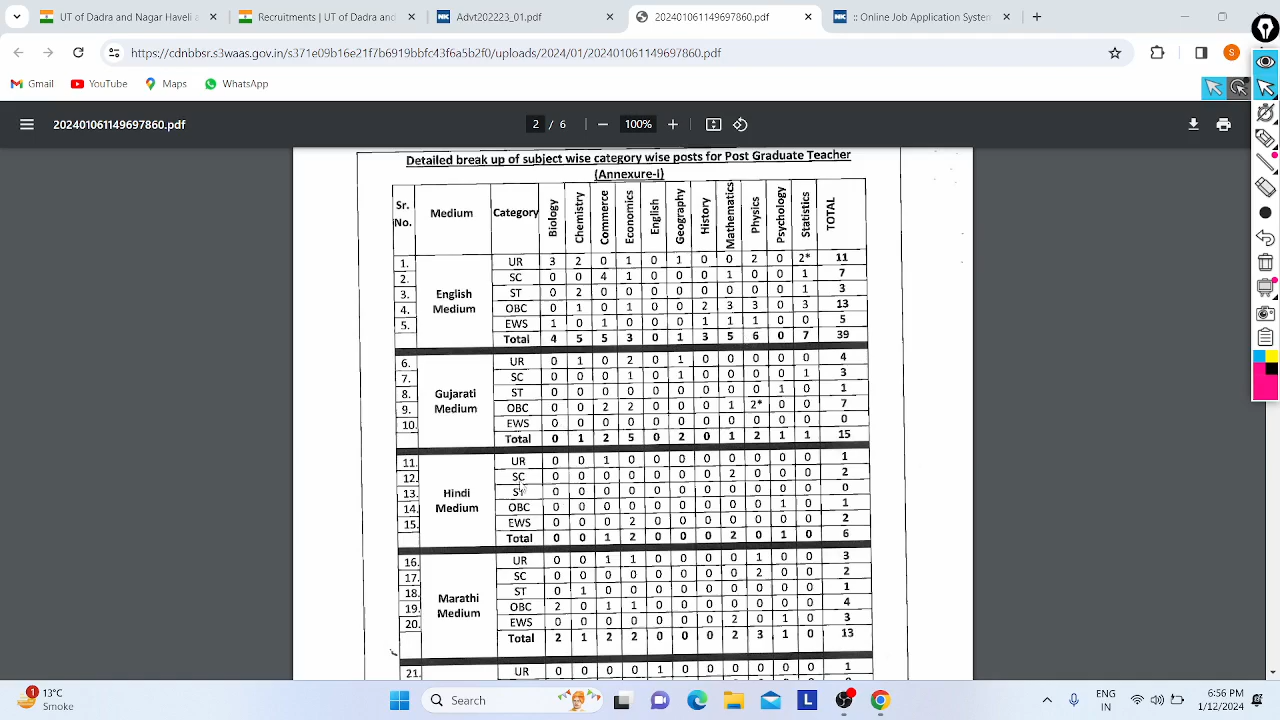 UT of Dadra and Nagar Haveli a
Recruitments | UT of Dadra and
Advt202223_01.pdf
202401061149697860.pdf
:: Online Job Application System
https://cdnbbsr.s3waas.gov.in/s371e09b16e21f7b6919bbfc43f6a5b2f0/uploads/2024/01/202401061149697860.pdf
Gmail YouTube Maps WhatsApp
202401061149697860.pdf 2 / 6 100%
Detailed break up of subject wise category wise posts for Post Graduate Teacher
(Annexure-i)
Sr. No. Medium Category Biology Chemistry Commerce Economics English Geography History Mathematics Physics Psychology Statistics TOTAL
1. English Medium UR 3 2 0 1 0 1 0 0 2 0 2* 11
2. SC 0 0 4 1 0 0 0 1 0 0 1 7
3. ST 0 2 0 0 0 0 0 0 0 0 1 3
4. OBC 0 1 0 1 0 0 2 3 3 0 3 13
5. EWS 1 0 1 0 0 0 1 1 1 0 0 5
Total 4 5 5 3 0 1 3 5 6 0 7 39
6. Gujarati Medium UR 0 1 0 2 0 1 0 0 0 0 0 4
7. SC 0 0 0 1 0 1 0 0 0 0 1 3
8. ST 0 0 0 0 0 0 0 0 0 1 0 1
9. OBC 0 0 2 2 0 0 0 1 2* 0 0 7
10. EWS 0 0 0 0 0 0 0 0 0 0 0 0
Total 0 1 2 5 0 2 0 1 2 1 1 15
11. Hindi Medium UR 0 0 1 0 0 0 0 0 0 0 0 1
12. SC 0 0 0 0 0 0 0 2 0 0 0 2
13. ST 0 0 0 0 0 0 0 0 0 0 0 0
14. OBC 0 0 0 0 0 0 0 0 0 1 0 1
15. EWS 0 0 0 2 0 0 0 0 0 0 0 2
Total 0 0 1 2 0 0 0 2 0 1 0 6
16. Marathi Medium UR 0 0 1 1 0 0 0 0 1 0 0 3
17. SC 0 0 0 0 0 0 0 0 2 0 0 2
18. ST 0 1 0 0 0 0 0 0 0 0 0 1
19. OBC 2 0 1 1 0 0 0 0 0 0 0 4
20. EWS 0 0 0 0 0 0 0 2 0 1 0 3
Total 2 1 2 2 0 0 0 2 3 1 0 13
21. UR 0 0 0 0 1 0 0 0 0 0 0 1
13°C
Smoke
Search
ENG
IN
6:56 PM
1/12/2024